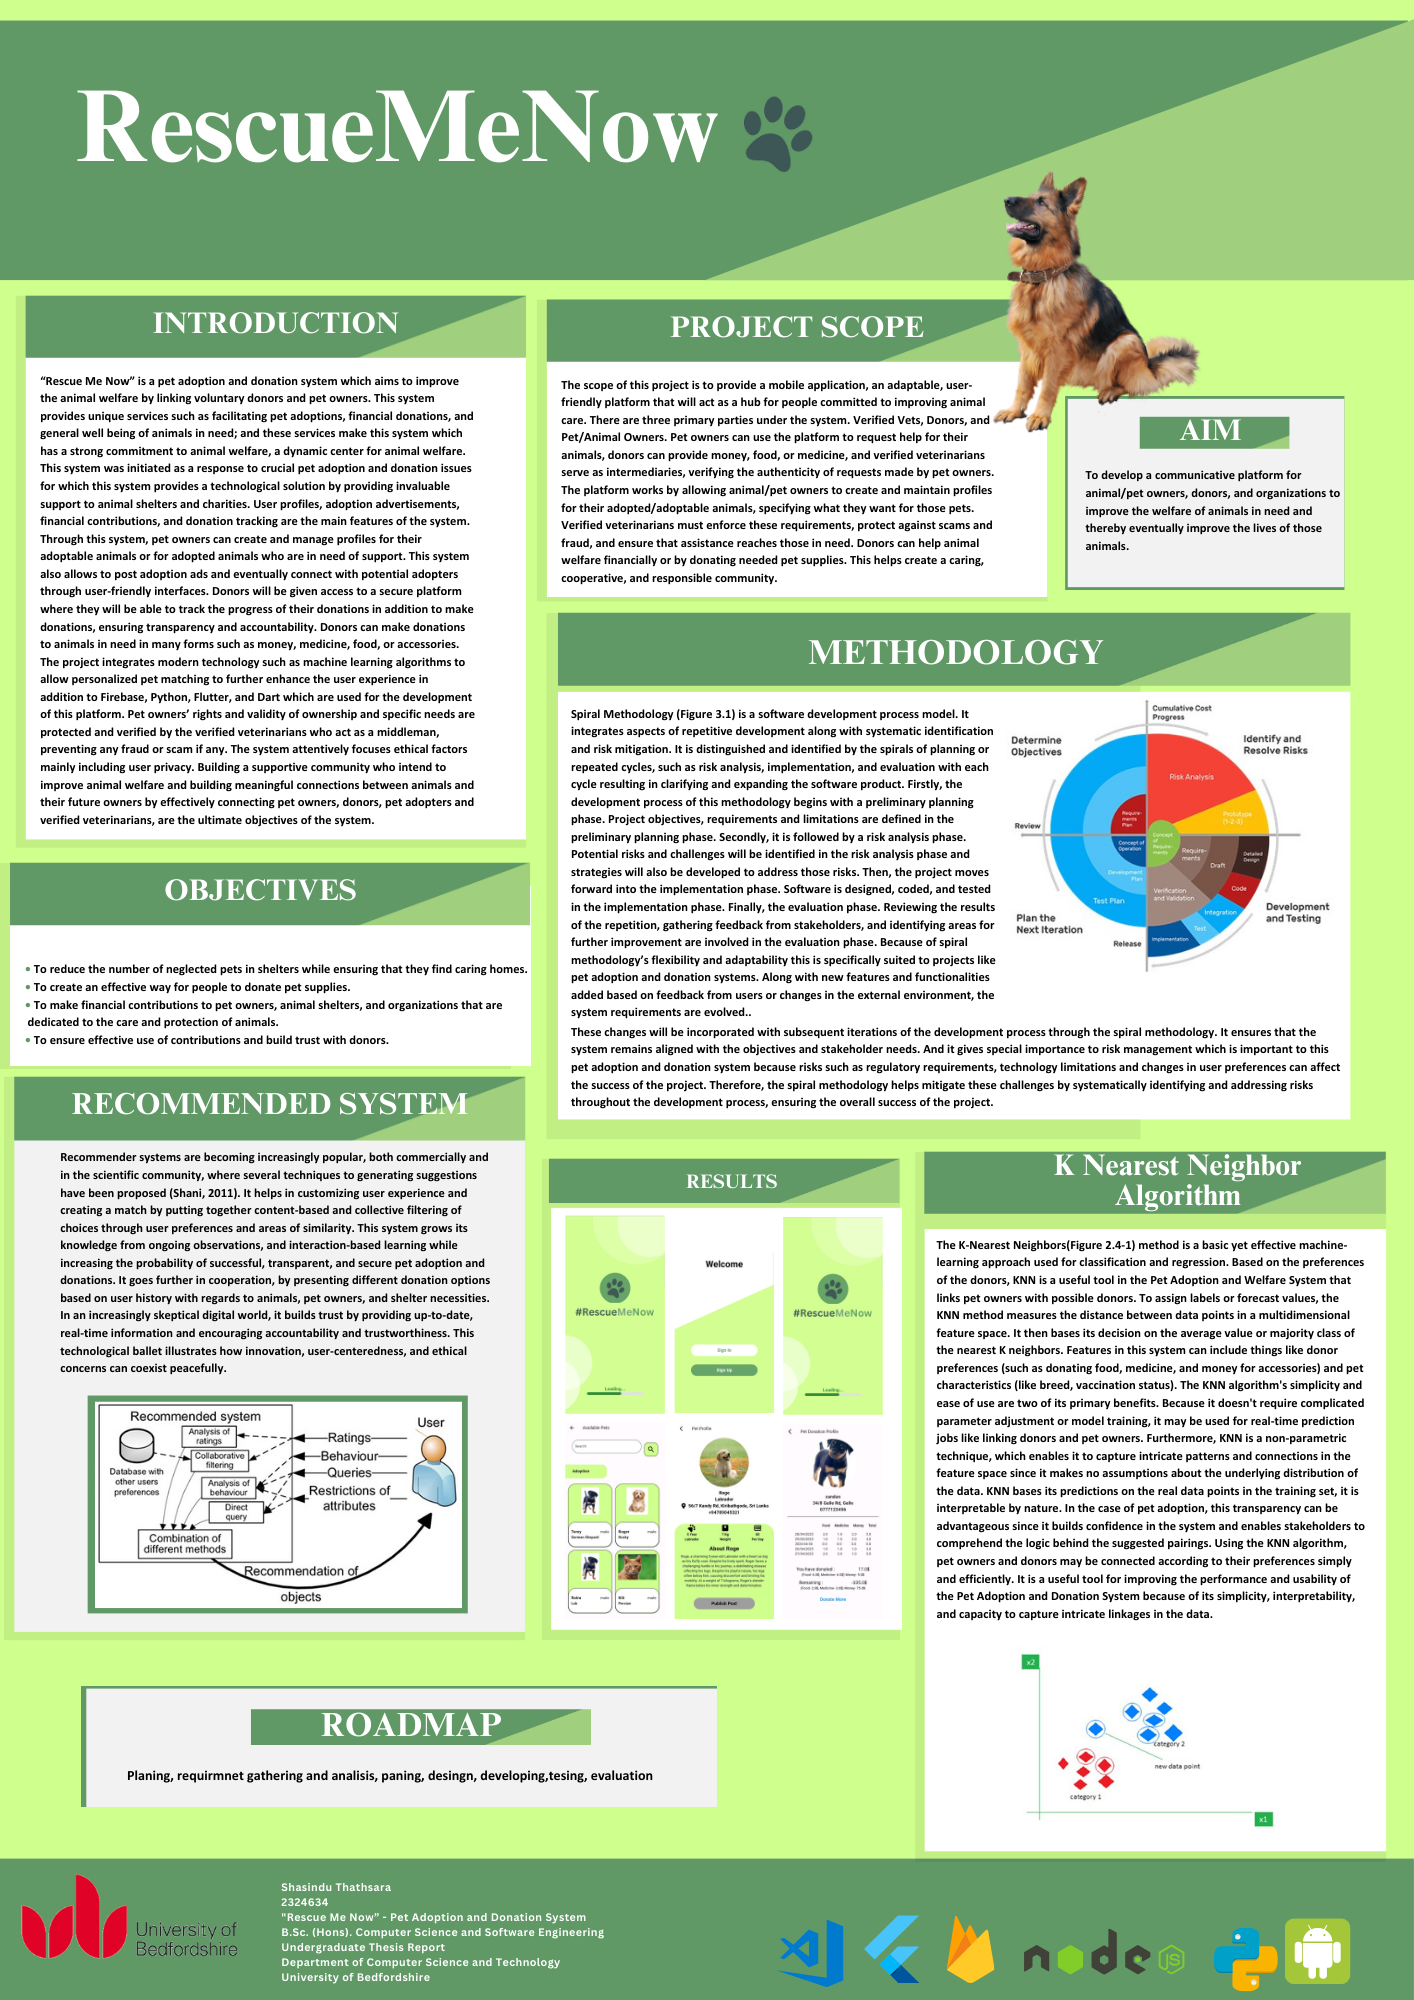 RescueMeNow
INTRODUCTION
“Rescue Me Now” is a pet adoption and donation system which aims to improve
the animal welfare by linking voluntary donors and pet owners. This system
provides unique services such as facilitating pet adoptions, financial donations, and
general well being of animals in need; and these services make this system which
has a strong commitment to animal welfare, a dynamic center for animal welfare.
This system was initiated as a response to crucial pet adoption and donation issues
for which this system provides a technological solution by providing invaluable
support to animal shelters and charities. User profiles, adoption advertisements,
financial contributions, and donation tracking are the main features of the system.
Through this system, pet owners can create and manage profiles for their
adoptable animals or for adopted animals who are in need of support. This system
also allows to post adoption ads and eventually connect with potential adopters
through user-friendly interfaces. Donors will be given access to a secure platform
where they will be able to track the progress of their donations in addition to make
donations, ensuring transparency and accountability. Donors can make donations
to animals in need in many forms such as money, medicine, food, or accessories.
The project integrates modern technology such as machine learning algorithms to
allow personalized pet matching to further enhance the user experience in
addition to Firebase, Python, Flutter, and Dart which are used for the development
of this platform. Pet owners’ rights and validity of ownership and specific needs are
protected and verified by the verified veterinarians who act as a middleman,
preventing any fraud or scam if any. The system attentively focuses ethical factors
mainly including user privacy. Building a supportive community who intend to
improve animal welfare and building meaningful connections between animals and
their future owners by effectively connecting pet owners, donors, pet adopters and
verified veterinarians, are the ultimate objectives of the system.
PROJECT SCOPE
The scope of this project is to provide a mobile application, an adaptable, user-
friendly platform that will act as a hub for people committed to improving animal
care. There are three primary parties under the system. Verified Vets, Donors, and
Pet/Animal Owners. Pet owners can use the platform to request help for their
animals, donors can provide money, food, or medicine, and verified veterinarians
serve as intermediaries, verifying the authenticity of requests made by pet owners.
The platform works by allowing animal/pet owners to create and maintain profiles
for their adopted/adoptable animals, specifying what they want for those pets.
Verified veterinarians must enforce these requirements, protect against scams and
fraud, and ensure that assistance reaches those in need. Donors can help animal
welfare financially or by donating needed pet supplies. This helps create a caring,
cooperative, and responsible community.
AIM
To develop a communicative platform for
animal/pet owners, donors, and organizations to
improve the welfare of animals in need and
thereby eventually improve the lives of those
animals.
OBJECTIVES
• To reduce the number of neglected pets in shelters while ensuring that they find caring homes.
• To create an effective way for people to donate pet supplies.
• To make financial contributions to pet owners, animal shelters, and organizations that are
dedicated to the care and protection of animals.
• To ensure effective use of contributions and build trust with donors.
METHODOLOGY
Spiral Methodology (Figure 3.1) is a software development process model. It
integrates aspects of repetitive development along with systematic identification
and risk mitigation. It is distinguished and identified by the spirals of planning or
repeated cycles, such as risk analysis, implementation, and evaluation with each
cycle resulting in clarifying and expanding the software product. Firstly, the
development process of this methodology begins with a preliminary planning
phase. Project objectives, requirements and limitations are defined in the
preliminary planning phase. Secondly, it is followed by a risk analysis phase.
Potential risks and challenges will be identified in the risk analysis phase and
strategies will also be developed to address those risks. Then, the project moves
forward into the implementation phase. Software is designed, coded, and tested
in the implementation phase. Finally, the evaluation phase. Reviewing the results
of the repetition, gathering feedback from stakeholders, and identifying areas for
further improvement are involved in the evaluation phase. Because of spiral
methodology’s flexibility and adaptability this is specifically suited to projects like
pet adoption and donation systems. Along with new features and functionalities
added based on feedback from users or changes in the external environment, the
system requirements are evolved..
These changes will be incorporated with subsequent iterations of the development process through the spiral methodology. It ensures that the
system remains aligned with the objectives and stakeholder needs. And it gives special importance to risk management which is important to this
pet adoption and donation system because risks such as regulatory requirements, technology limitations and changes in user preferences can affect
the success of the project. Therefore, the spiral methodology helps mitigate these challenges by systematically identifying and addressing risks
throughout the development process, ensuring the overall success of the project.
Cumulative Cost
Progress
Determine
Objectives
Identify and
Resolve Risks
Risk Analysis
Require-
ments
Plan
Prototype
(1-2-3)
Review
Concept
of
Require-
ments
Concept of
Operation
Require-
ments
Draft
Detailed
Design
Development
Plan
Verification
and Validation
Code
Test Plan
Integration
Test
Implementation
Plan the
Next Iteration
Development
and Testing
Release
RECOMMENDED SYSTEM
Recommender systems are becoming increasingly popular, both commercially and
in the scientific community, where several techniques to generating suggestions
have been proposed (Shani, 2011). It helps in customizing user experience and
creating a match by putting together content-based and collective filtering of
choices through user preferences and areas of similarity. This system grows its
knowledge from ongoing observations, and interaction-based learning while
increasing the probability of successful, transparent, and secure pet adoption and
donations. It goes further in cooperation, by presenting different donation options
based on user history with regards to animals, pet owners, and shelter necessities.
In an increasingly skeptical digital world, it builds trust by providing up-to-date,
real-time information and encouraging accountability and trustworthiness. This
technological ballet illustrates how innovation, user-centeredness, and ethical
concerns can coexist peacefully.
Recommended system
User
Analysis of
ratings
Collaborative
filtering
Analysis of
behaviour
Direct
query
Database with
other users
preferences
Ratings
Behaviour
Queries
Restrictions of
attributes
Combination of
different methods
Recommendation of
objects
RESULTS
#RescueMeNow
Loading...
Welcome
Sign In
Sign Up
#RescueMeNow
Loading...
Available Pets
Search
Adoption
Tomy male
German Shepard
Roger male
Husky
Pet Profile
Roge
Labrador
56/7 Kandy Rd, Kiribathgoda, Sri Lanka
+94789045321
About Roge
Publish Post
Pet Donation Profile
34/8 Galle Rd, Galle
0777123456
Food Medicine Money Total
You have donated : 17.0$
Remaining : -935.0$
Donate More
K Nearest Neighbor
Algorithm
The K-Nearest Neighbors(Figure 2.4-1) method is a basic yet effective machine-
learning approach used for classification and regression. Based on the preferences
of the donors, KNN is a useful tool in the Pet Adoption and Welfare System that
links pet owners with possible donors. To assign labels or forecast values, the
KNN method measures the distance between data points in a multidimensional
feature space. It then bases its decision on the average value or majority class of
the nearest K neighbors. Features in this system can include things like donor
preferences (such as donating food, medicine, and money for accessories) and pet
characteristics (like breed, vaccination status). The KNN algorithm's simplicity and
ease of use are two of its primary benefits. Because it doesn't require complicated
parameter adjustment or model training, it may be used for real-time prediction
jobs like linking donors and pet owners. Furthermore, KNN is a non-parametric
technique, which enables it to capture intricate patterns and connections in the
feature space since it makes no assumptions about the underlying distribution of
the data. KNN bases its predictions on the real data points in the training set, it is
interpretable by nature. In the case of pet adoption, this transparency can be
advantageous since it builds confidence in the system and enables stakeholders to
comprehend the logic behind the suggested pairings. Using the KNN algorithm,
pet owners and donors may be connected according to their preferences simply
and efficiently. It is a useful tool for improving the performance and usability of
the Pet Adoption and Donation System because of its simplicity, interpretability,
and capacity to capture intricate linkages in the data.
x2
category 2
new data point
category 1
x1
ROADMAP
Planing, requirmnet gathering and analisis, paning, desingn, developing,tesing, evaluation
University of
Bedfordshire
Shasindu Thathsara
2324634
"Rescue Me Now” - Pet Adoption and Donation System
B.Sc. (Hons). Computer Science and Software Engineering
Undergraduate Thesis Report
Department of Computer Science and Technology
University of Bedfordshire
node
JS